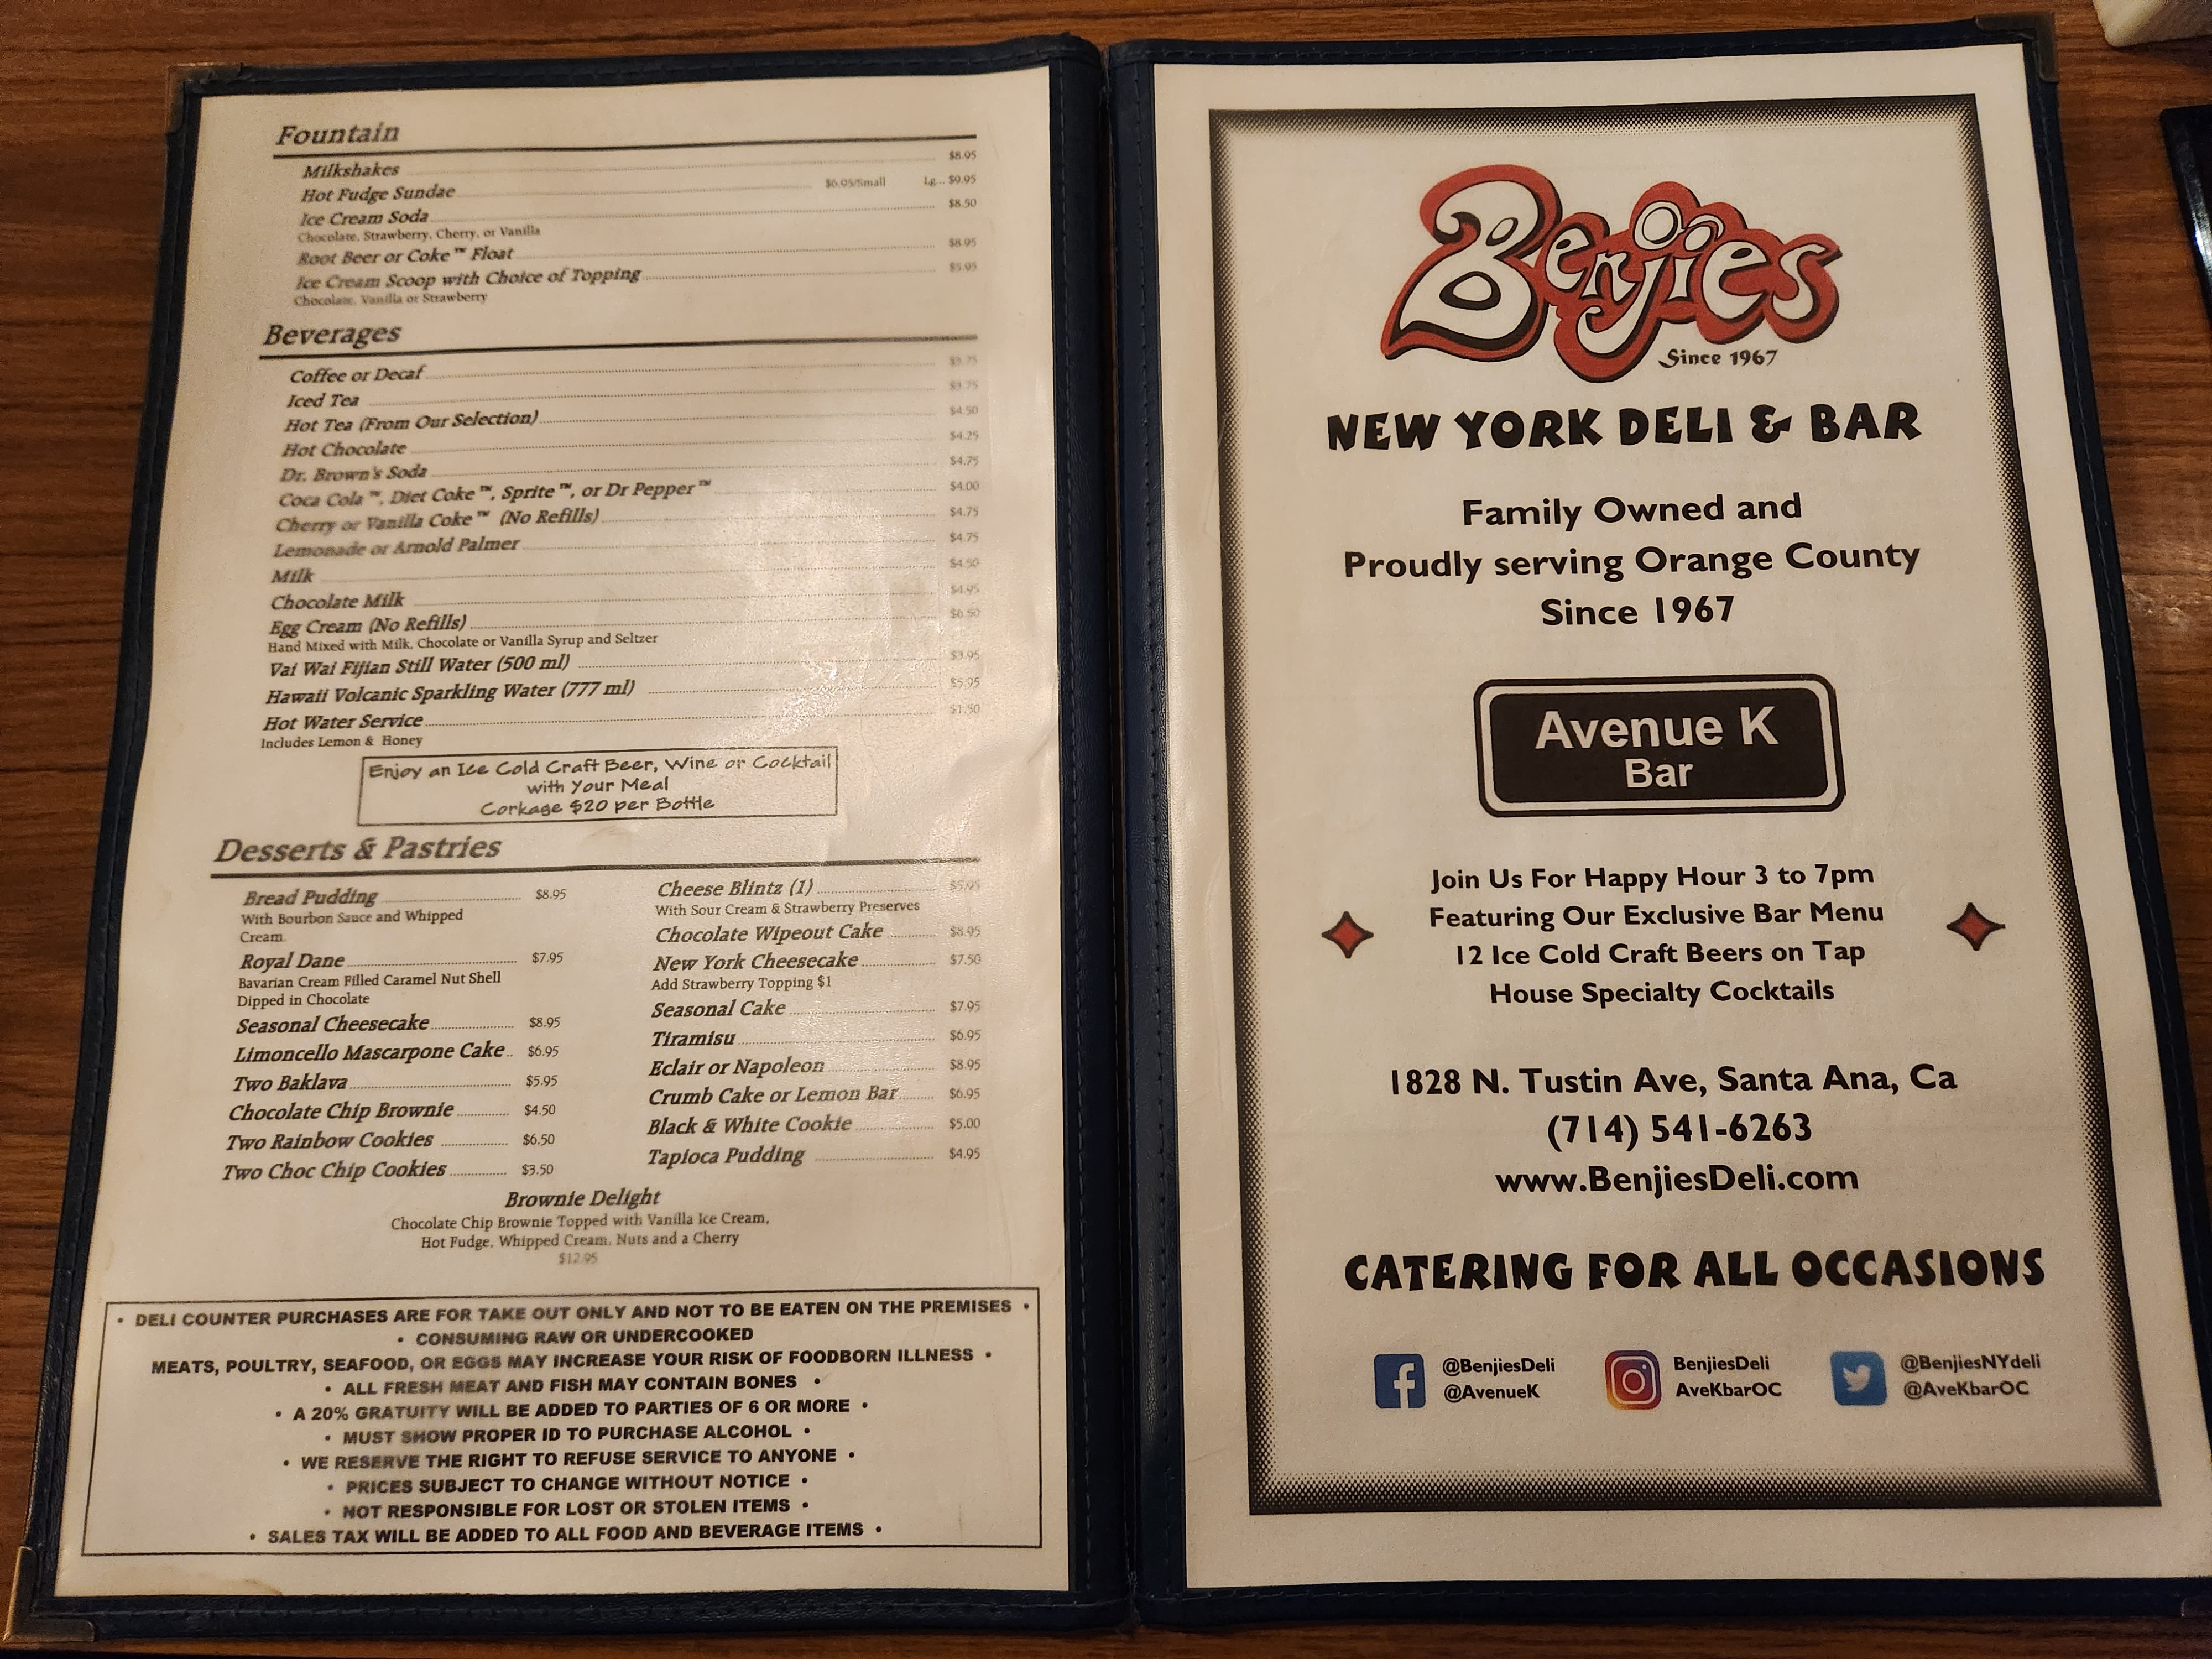 Fountain
Milkshakes $8.95
Hot Fudge Sundae $6.95/Small Lg... $9.95
Ice Cream Soda $8.50
Chocolate, Strawberry, Cherry, or Vanilla
Root Beer or Coke™ Float $8.95
Ice Cream Scoop with Choice of Topping $5.95
Chocolate, Vanilla or Strawberry
Beverages
Coffee or Decaf $3.75
Iced Tea $3.75
Hot Tea (From Our Selection) $4.50
Hot Chocolate $4.25
Dr. Brown's Soda $4.75
Coca Cola™, Diet Coke™, Sprite™, or Dr Pepper™ $4.00
Cherry or Vanilla Coke™ (No Refills) $4.75
Lemonade or Arnold Palmer $4.75
Milk $4.50
Chocolate Milk $4.95
Egg Cream (No Refills) $6.50
Hand Mixed with Milk, Chocolate or Vanilla Syrup and Seltzer
Vai Wai Fijian Still Water (500 ml) $3.95
Hawaii Volcanic Sparkling Water (777 ml) $5.95
Hot Water Service $1.50
Includes Lemon & Honey
Enjoy an Ice Cold Craft Beer, Wine or Cocktail
with Your Meal
Corkage $20 per Bottle
Desserts & Pastries
Bread Pudding $8.95
With Bourbon Sauce and Whipped
Cream.
Royal Dane $7.95
Bavarian Cream Filled Caramel Nut Shell
Dipped in Chocolate
Seasonal Cheesecake $8.95
Limoncello Mascarpone Cake $6.95
Two Baklava $5.95
Chocolate Chip Brownie $4.50
Two Rainbow Cookies $6.50
Two Choc Chip Cookies $3.50
Cheese Blintz (1) $5.95
With Sour Cream & Strawberry Preserves
Chocolate Wipeout Cake $8.95
New York Cheesecake $7.50
Add Strawberry Topping $1
Seasonal Cake $7.95
Tiramisu $6.95
Eclair or Napoleon $8.95
Crumb Cake or Lemon Bar $6.95
Black & White Cookie $5.00
Tapioca Pudding $4.95
Brownie Delight
Chocolate Chip Brownie Topped with Vanilla Ice Cream,
Hot Fudge, Whipped Cream, Nuts and a Cherry
$12.95
• DELI COUNTER PURCHASES ARE FOR TAKE OUT ONLY AND NOT TO BE EATEN ON THE PREMISES •
• CONSUMING RAW OR UNDERCOOKED
MEATS, POULTRY, SEAFOOD, OR EGGS MAY INCREASE YOUR RISK OF FOODBORN ILLNESS •
• ALL FRESH MEAT AND FISH MAY CONTAIN BONES •
• A 20% GRATUITY WILL BE ADDED TO PARTIES OF 6 OR MORE •
• MUST SHOW PROPER ID TO PURCHASE ALCOHOL •
• WE RESERVE THE RIGHT TO REFUSE SERVICE TO ANYONE •
• PRICES SUBJECT TO CHANGE WITHOUT NOTICE •
• NOT RESPONSIBLE FOR LOST OR STOLEN ITEMS •
• SALES TAX WILL BE ADDED TO ALL FOOD AND BEVERAGE ITEMS •
Benjies
Since 1967
NEW YORK DELI & BAR
Family Owned and
Proudly serving Orange County
Since 1967
Avenue K
Bar
Join Us For Happy Hour 3 to 7pm
Featuring Our Exclusive Bar Menu
12 Ice Cold Craft Beers on Tap
House Specialty Cocktails
1828 N. Tustin Ave, Santa Ana, Ca
(714) 541-6263
www.BenjiesDeli.com
CATERING FOR ALL OCCASIONS
@BenjiesDeli
@AvenueK
BenjiesDeli
AveKbarOC
@BenjiesNYdeli
@AveKbarOC